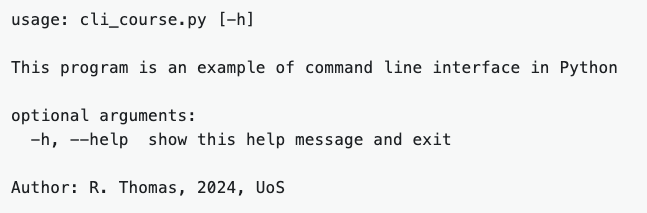 usage: cli_course.py [-h]
This program is an example of command line interface in Python
optional arguments:
-h, --help  show this help message and exit
Author: R. Thomas, 2024, UoS